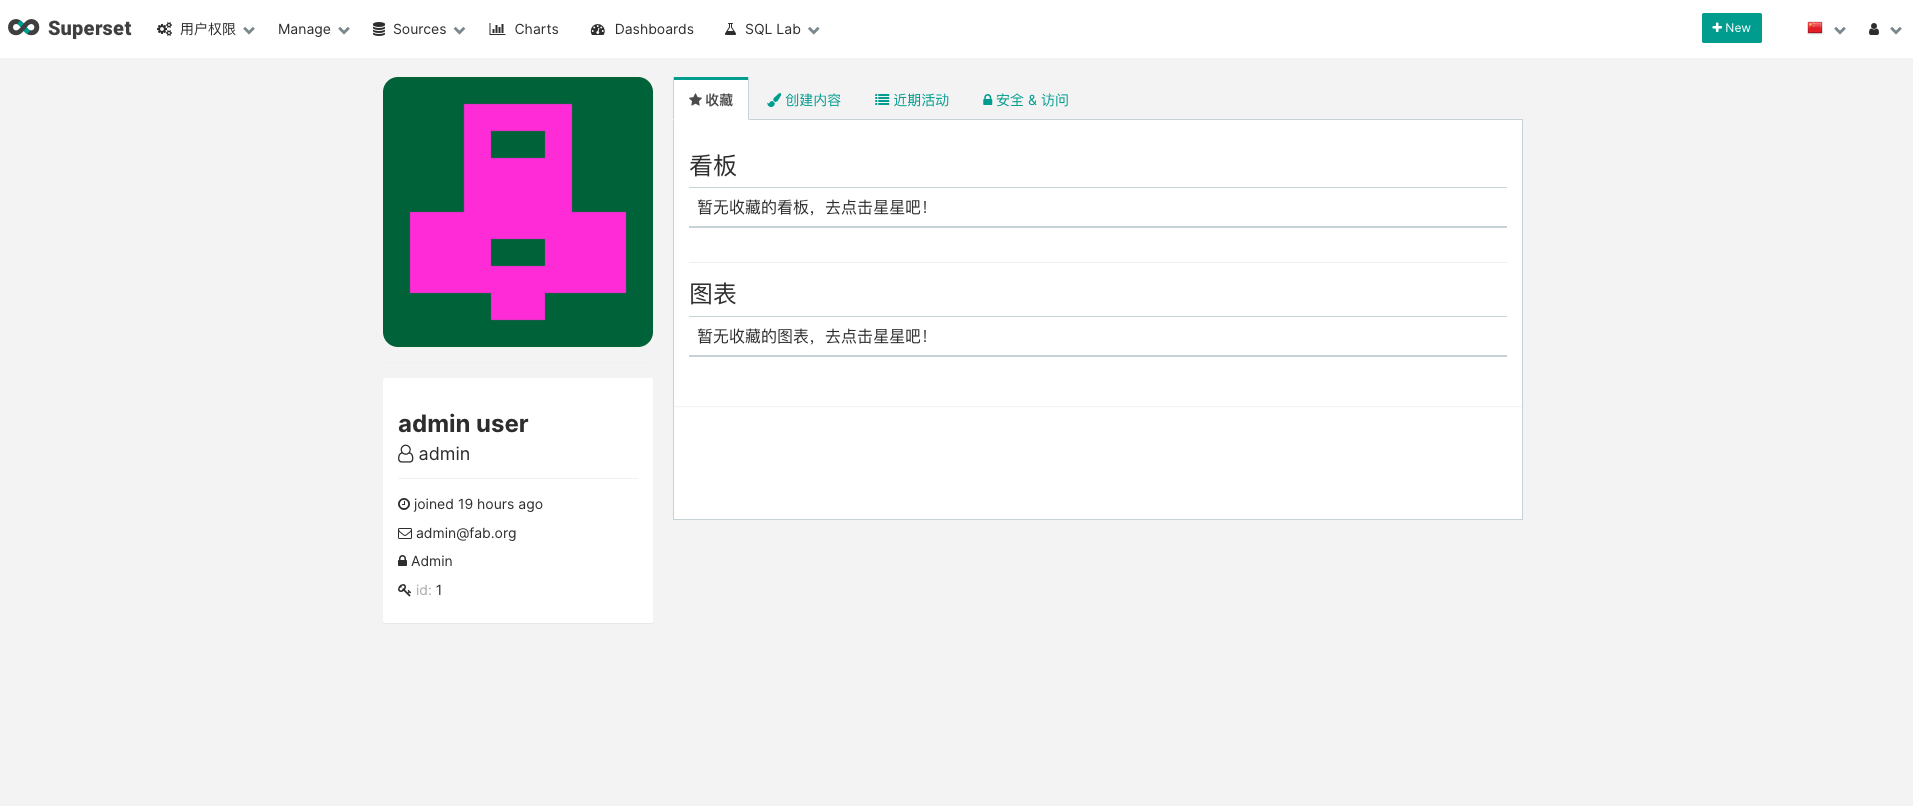 Superset 用户权限 Manage Sources Charts Dashboards SQL Lab New
收藏 创建内容 近期活动 安全 & 访问
看板
暂无收藏的看板，去点击星星吧！
图表
暂无收藏的图表，去点击星星吧！
admin user
admin
joined 19 hours ago
admin@fab.org
Admin
id: 1